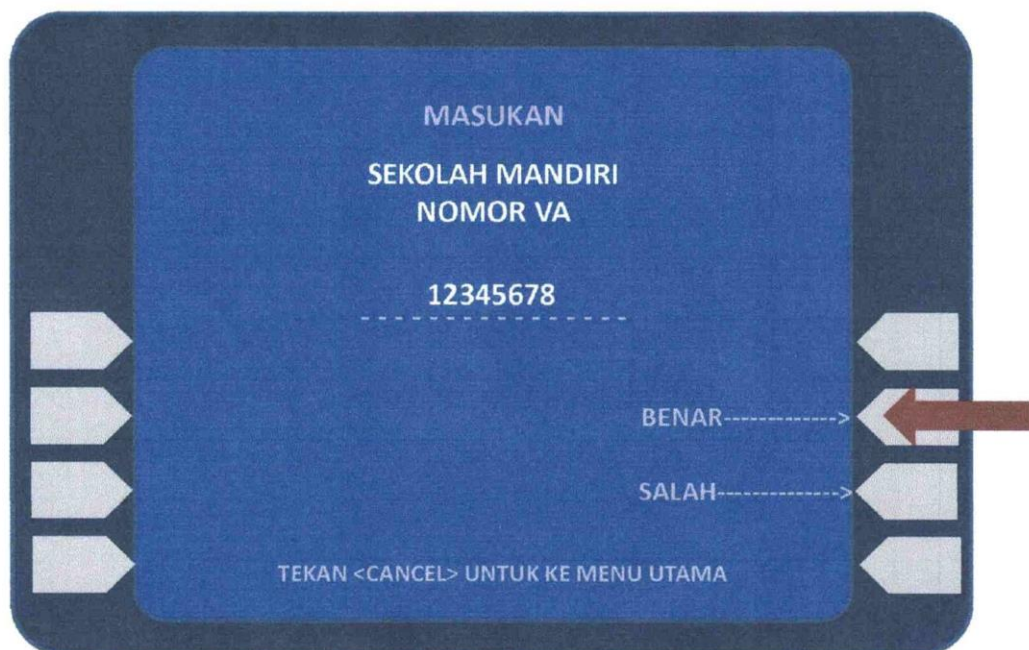 MASUKAN
SEKOLAH MANDIRI
NOMOR VA
12345678
BENAR------------->
SALAH-------------->
TEKAN <CANCEL> UNTUK KE MENU UTAMA